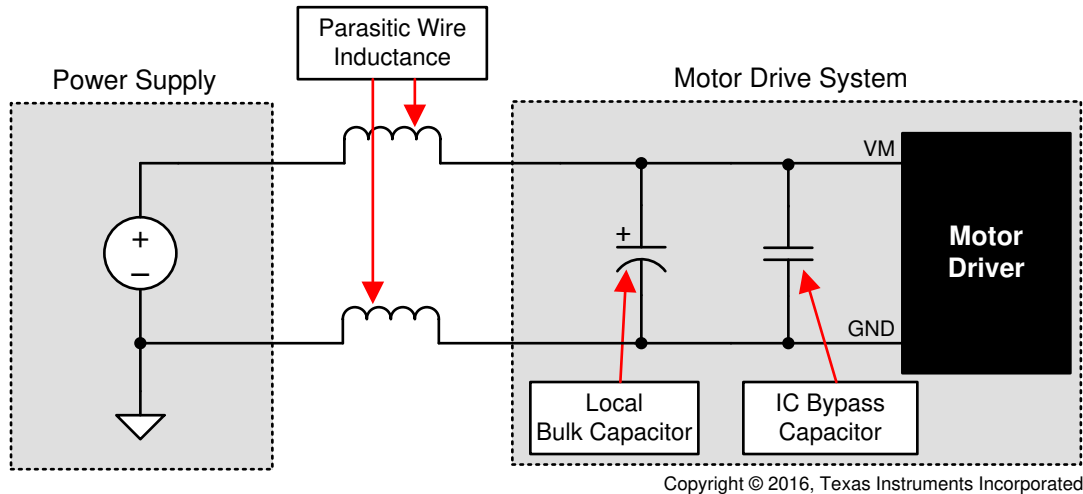 Parasitic Wire
Inductance
Power Supply
Motor Drive System
VM
+
–
+
Motor
Driver
GND
Local
Bulk Capacitor
IC Bypass
Capacitor
Copyright © 2016, Texas Instruments Incorporated